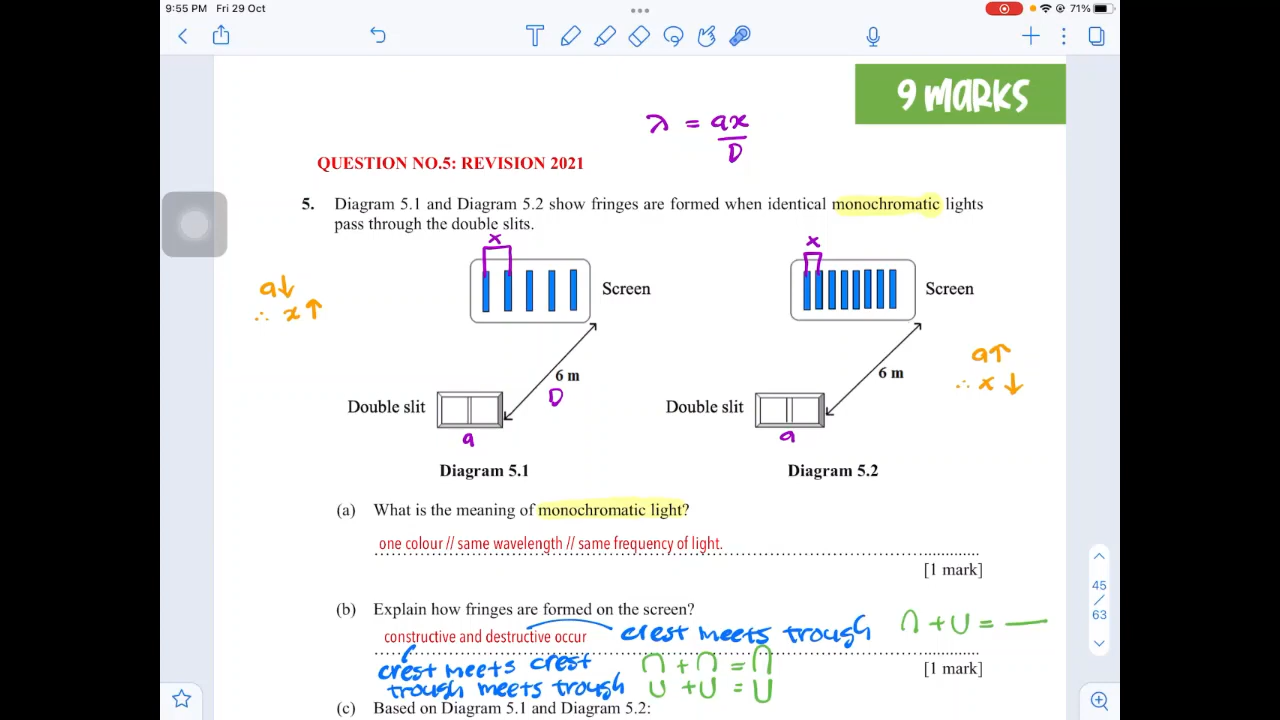 9:55 PM Fri 29 Oct
71%
9 MARKS
λ = ax/D
QUESTION NO.5: REVISION 2021
5. Diagram 5.1 and Diagram 5.2 show fringes are formed when identical monochromatic lights
pass through the double slits.
x
x
Screen
Screen
a↓
∴ x↑
a↑
∴ x↓
6 m
6 m
D
Double slit
Double slit
a
a
Diagram 5.1
Diagram 5.2
(a) What is the meaning of monochromatic light?
one colour // same wavelength // same frequency of light.
[1 mark]
(b) Explain how fringes are formed on the screen?
constructive and destructive occur
crest meets trough ∩ + ∪ = —
crest meets crest ∩ + ∩ = ∩
trough meets trough ∪ + ∪ = ∪
[1 mark]
(c) Based on Diagram 5.1 and Diagram 5.2:
45
/
63
T